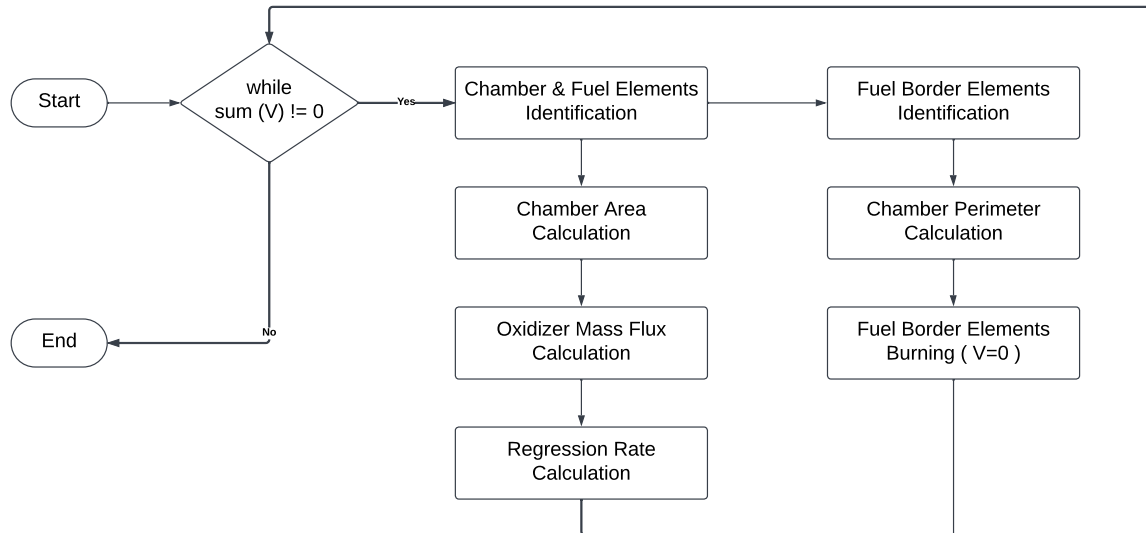 Start
while
sum (V) != 0
Yes
Chamber & Fuel Elements
Identification
Fuel Border Elements
Identification
Chamber Area
Calculation
Chamber Perimeter
Calculation
No
End
Oxidizer Mass Flux
Calculation
Fuel Border Elements
Burning ( V=0 )
Regression Rate
Calculation